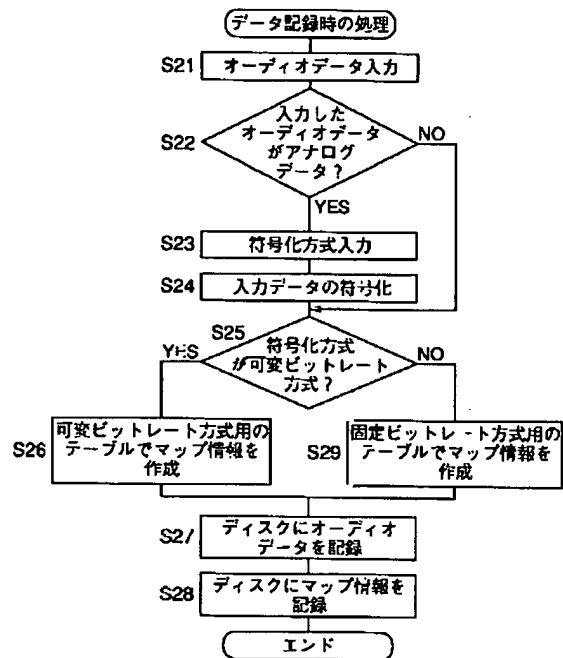 データ記録時の処理
S21
オーディオデータ入力
S22
入力した
オーディオデータ
がアナログ
データ?
NO
YES
S23
符号化方式入力
S24
入力データの符号化
S25
符号化方式
が可変ビットレート
方式?
YES
NO
S26
可変ビットレート方式用の
テーブルでマップ情報を
作成
S29
固定ビットレート方式用の
テーブルでマップ情報を
作成
S27
ディスクにオーディオ
データを記録
S28
ディスクにマップ情報を
記録
エンド